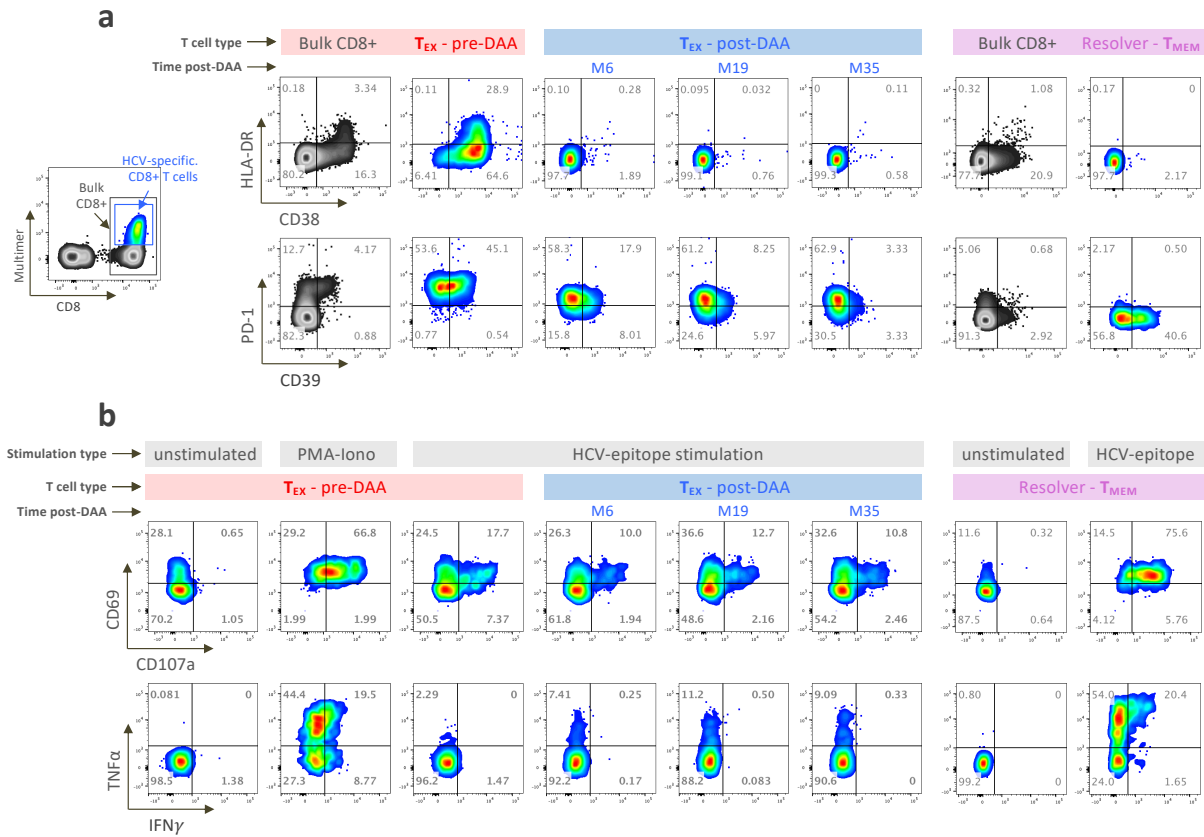 a
T cell type
Bulk CD8+
TEX - pre-DAA
TEX - post-DAA
Bulk CD8+
Resolver - TMEM
Time post-DAA
M6
M19
M35
0.18 3.34
0.11 28.9
0.10 0.28
0.095 0.032
0 0.11
0.32 1.08
0.17 0
HLA-DR
80.2 16.3
6.41 64.6
97.7 1.89
99.1 0.76
99.3 0.58
77.7 20.9
97.7 2.17
CD38
HCV-specific.
CD8+ T cells
Bulk
CD8+
Multimer
CD8
12.7 4.17
53.6 45.1
58.3 17.9
61.2 8.25
62.9 3.33
5.06 0.68
2.17 0.50
PD-1
82.3 0.88
0.77 0.54
15.8 8.01
24.6 5.97
30.5 3.33
91.3 2.92
56.8 40.6
CD39
b
Stimulation type
unstimulated
PMA-Iono
HCV-epitope stimulation
unstimulated
HCV-epitope
T cell type
TEX - pre-DAA
TEX - post-DAA
Resolver - TMEM
Time post-DAA
M6
M19
M35
28.1 0.65
29.2 66.8
24.5 17.7
26.3 10.0
36.6 12.7
32.6 10.8
11.6 0.32
14.5 75.6
CD69
70.2 1.05
1.99 1.99
50.5 7.37
61.8 1.94
48.6 2.16
54.2 2.46
87.5 0.64
4.12 5.76
CD107a
0.081 0
44.4 19.5
2.29 0
7.41 0.25
11.2 0.50
9.09 0.33
0.80 0
54.0 20.4
TNFα
98.5 1.38
27.3 8.77
96.2 1.47
92.2 0.17
88.2 0.083
90.6 0
99.2 0
24.0 1.65
IFNγ